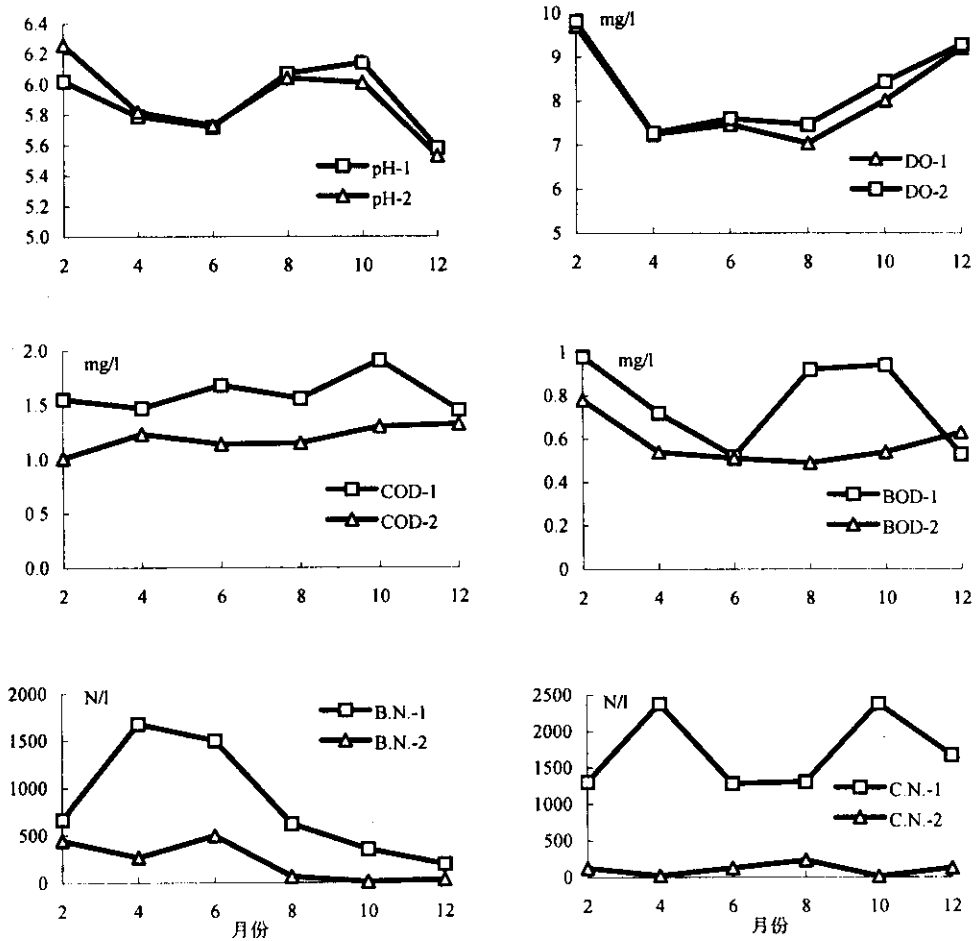 6.4
6.2
6.0
5.8
5.6
5.4
5.2
5.0
2 4 6 8 10 12
pH-1
pH-2
mg/l
10
9
8
7
6
5
2 4 6 8 10 12
DO-1
DO-2
mg/l
2.0
1.5
1.0
0.5
0.0
2 4 6 8 10 12
COD-1
COD-2
mg/l
1
0.8
0.6
0.4
0.2
0
2 4 6 8 10 12
BOD-1
BOD-2
N/l
2000
1500
1000
500
0
2 4 6 8 10 12
月份
B.N.-1
B.N.-2
N/l
2500
2000
1500
1000
500
0
2 4 6 8 10 12
月份
C.N.-1
C.N.-2